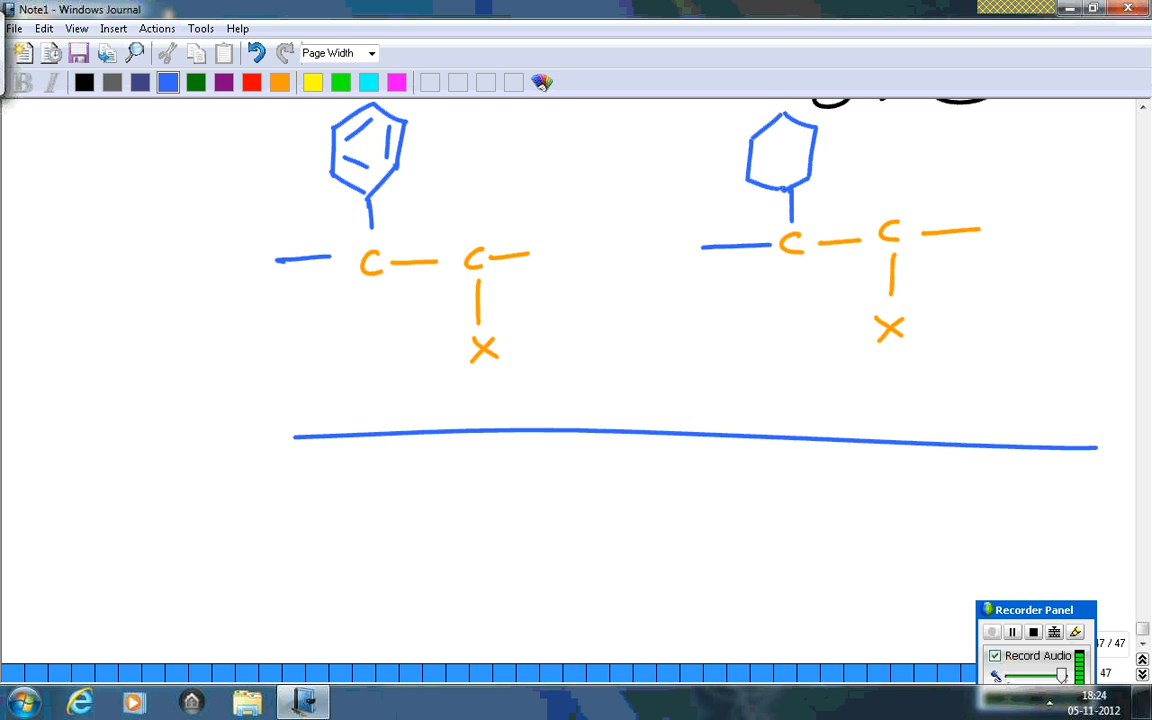 Note1 - Windows Journal
File Edit View Insert Actions Tools Help
Page Width
B I
C C
X
C C
X
Recorder Panel
47 / 47
Record Audio
47
18:24
05-11-2012